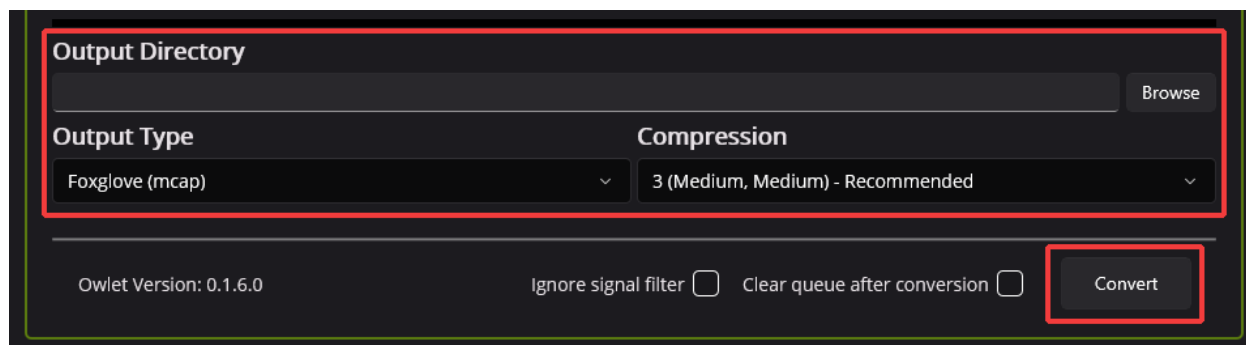 Output Directory
Browse
Output Type
Compression
Foxglove (mcap)
3 (Medium, Medium) - Recommended
Owlet Version: 0.1.6.0
Ignore signal filter
Clear queue after conversion
Convert